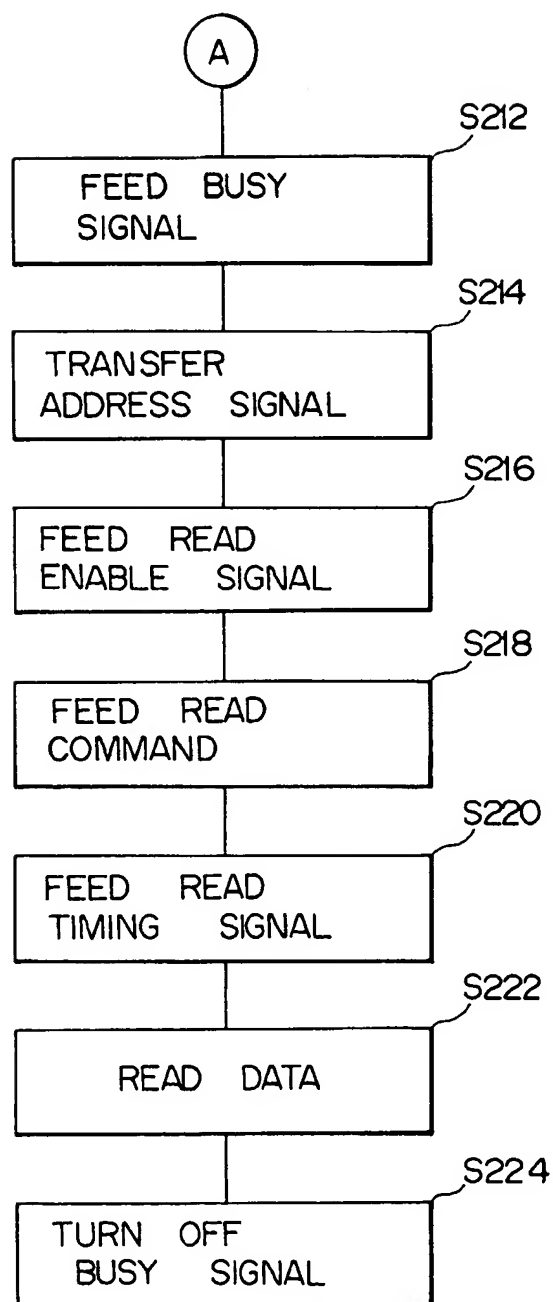 A
S212
FEED BUSY
SIGNAL
S214
TRANSFER
ADDRESS SIGNAL
S216
FEED READ
ENABLE SIGNAL
S218
FEED READ
COMMAND
S220
FEED READ
TIMING SIGNAL
S222
READ DATA
S224
TURN OFF
BUSY SIGNAL